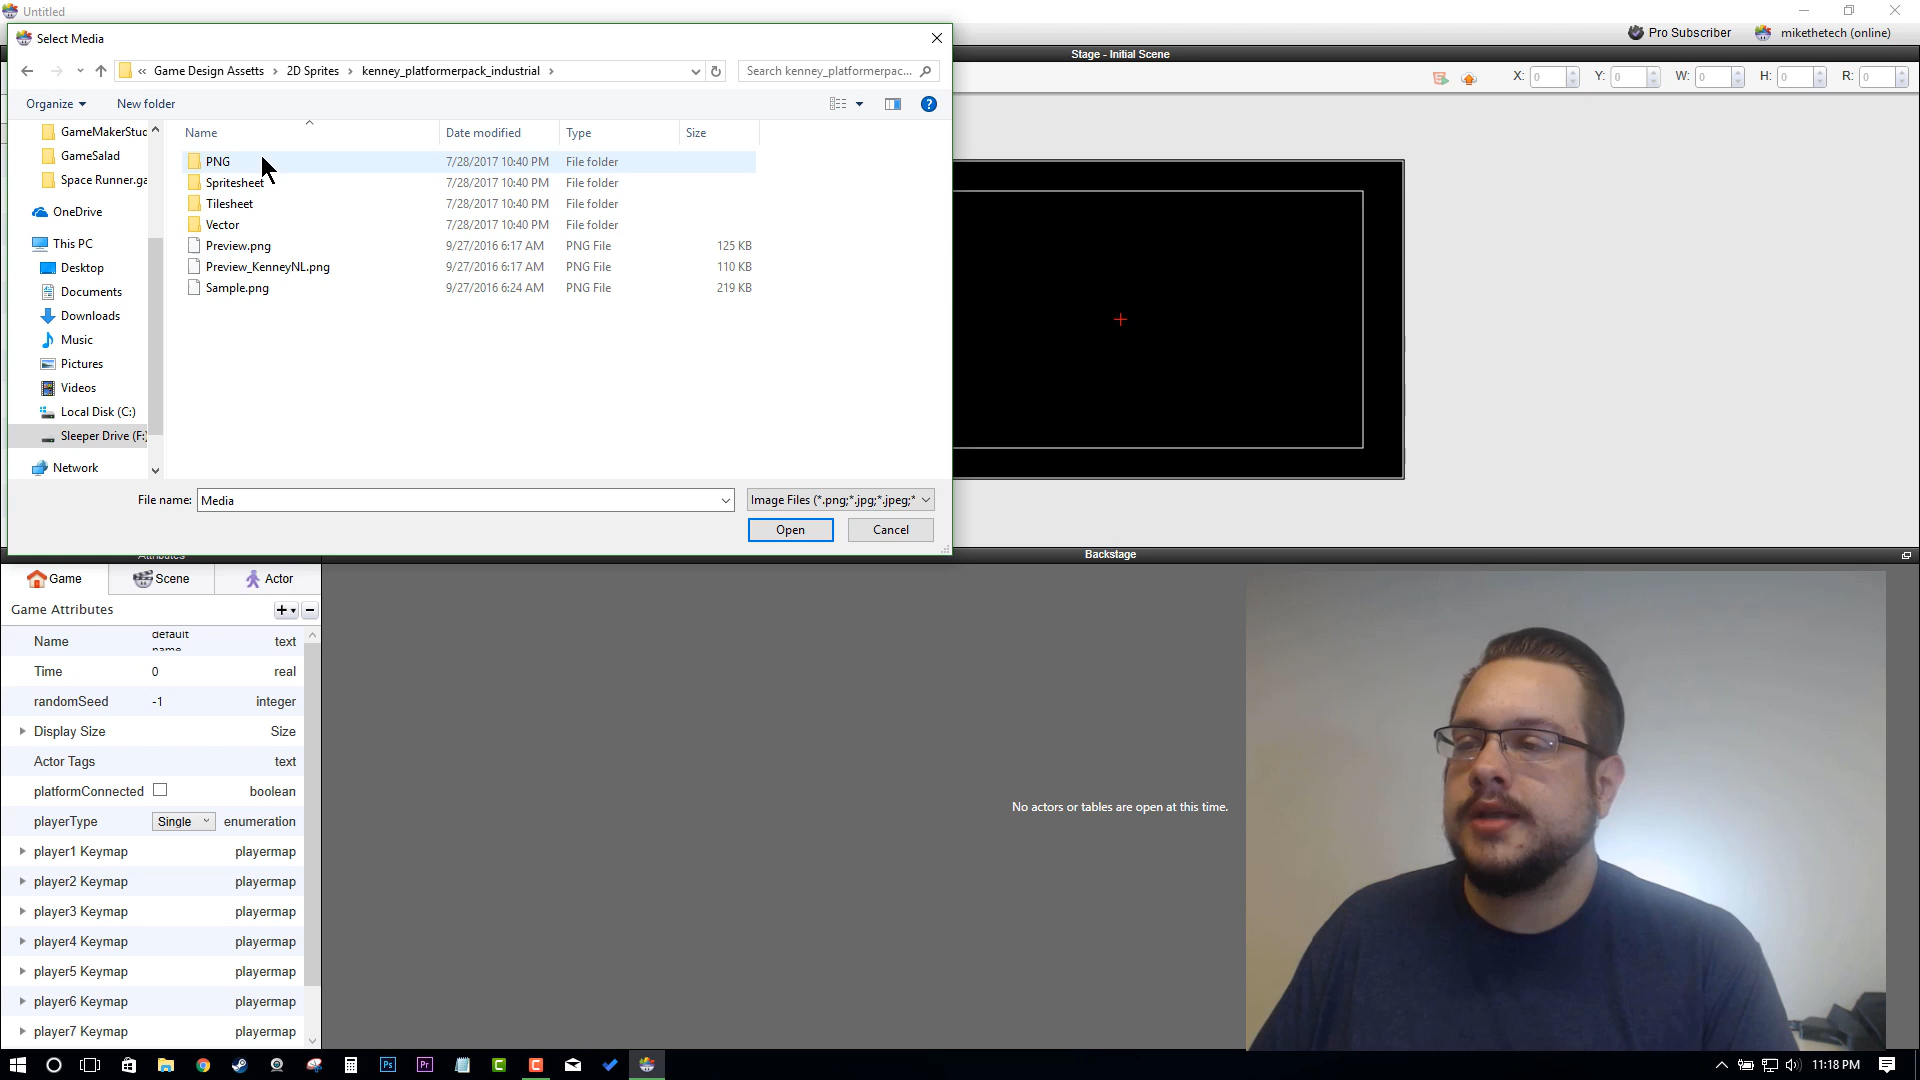 Untitled
Select Media
« Game Design Assetts › 2D Sprites › kenney_platformerpack_industrial ›
Search kenney_platformerpac...
Organize
New folder
?
Name Date modified Type Size
PNG 7/28/2017 10:40 PM File folder
Spritesheet 7/28/2017 10:40 PM File folder
Tilesheet 7/28/2017 10:40 PM File folder
Vector 7/28/2017 10:40 PM File folder
Preview.png 9/27/2016 6:17 AM PNG File 125 KB
Preview_KenneyNL.png 9/27/2016 6:17 AM PNG File 110 KB
Sample.png 9/27/2016 6:24 AM PNG File 219 KB
GameMakerStud
GameSalad
Space Runner.ga
OneDrive
This PC
Desktop
Documents
Downloads
Music
Pictures
Videos
Local Disk (C:)
Sleeper Drive (F:)
Network
File name: Media
Image Files (*.png;*.jpg;*.jpeg;*
Open
Cancel
Pro Subscriber
mikethetech (online)
Stage - Initial Scene
X: 0 Y: 0 W: 0 H: 0 R: 0
Attributes
Backstage
Game Scene Actor
Game Attributes
Name default name text
Time 0 real
randomSeed -1 integer
Display Size Size
Actor Tags text
platformConnected boolean
playerType Single enumeration
player1 Keymap playermap
player2 Keymap playermap
player3 Keymap playermap
player4 Keymap playermap
player5 Keymap playermap
player6 Keymap playermap
player7 Keymap playermap
No actors or tables are open at this time.
Ps
Pr
C
C
11:18 PM